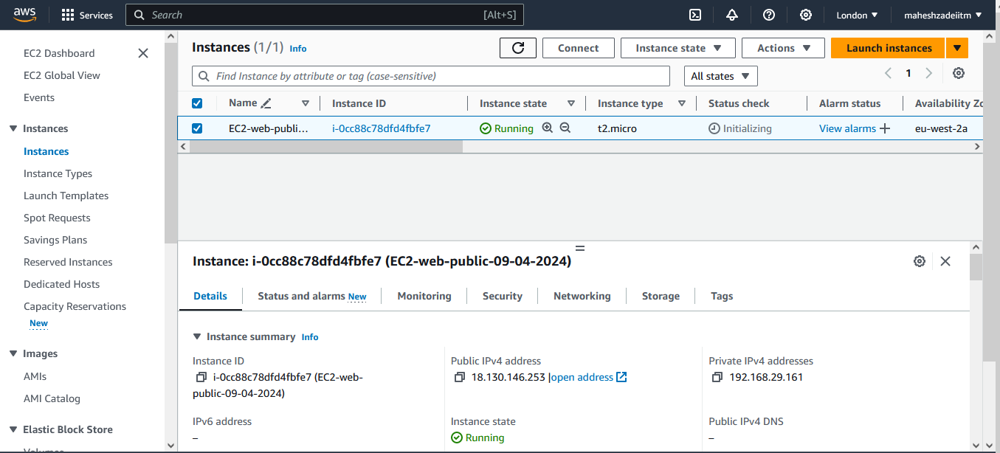 aws
Services
Search [Alt+S]
London
maheshzadeiitm
EC2 Dashboard
EC2 Global View
Events
Instances
Instances
Instance Types
Launch Templates
Spot Requests
Savings Plans
Reserved Instances
Dedicated Hosts
Capacity Reservations
New
Images
AMIs
AMI Catalog
Elastic Block Store
Volumes
Instances (1/1) Info
Connect
Instance state
Actions
Launch instances
Find Instance by attribute or tag (case-sensitive)
All states
1
Name Instance ID Instance state Instance type Status check Alarm status Availability Zo
EC2-web-publi... i-0cc88c78dfd4fbfe7 Running t2.micro Initializing View alarms + eu-west-2a
Instance: i-0cc88c78dfd4fbfe7 (EC2-web-public-09-04-2024)
Details Status and alarms New Monitoring Security Networking Storage Tags
Instance summary Info
Instance ID
i-0cc88c78dfd4fbfe7 (EC2-web-
public-09-04-2024)
Public IPv4 address
18.130.146.253 |open address
Private IPv4 addresses
192.168.29.161
IPv6 address
–
Instance state
Running
Public IPv4 DNS
–